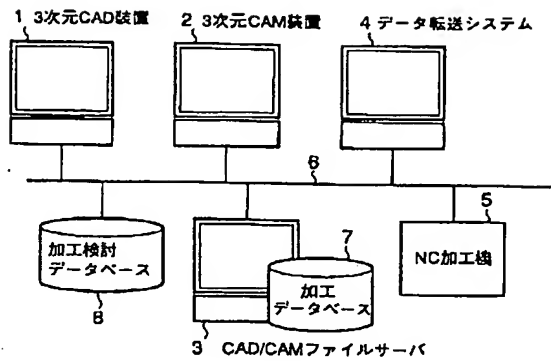 1 3次元CAD装置
2 3次元CAM装置
4 データ転送システム
6
5
加工検討
データベース
8
7
加工
データベース
NC加工機
3 CAD/CAMファイルサーバ